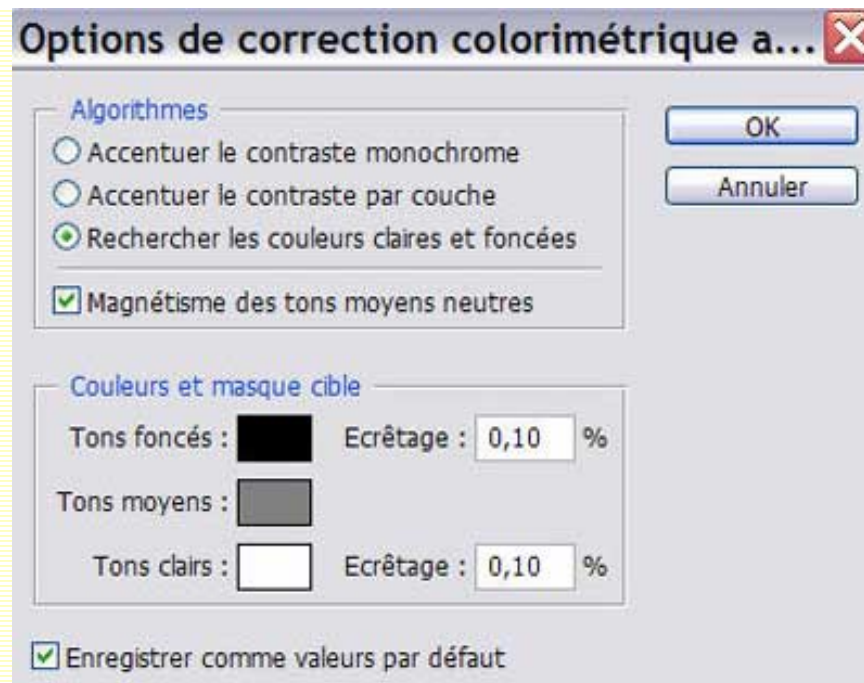 Options de correction colorimétrique a...
Algorithmes
Accentuer le contraste monochrome
Accentuer le contraste par couche
Rechercher les couleurs claires et foncées
Magnétisme des tons moyens neutres
OK
Annuler
Couleurs et masque cible
Tons foncés : Ecrêtage : 0,10 %
Tons moyens :
Tons clairs : Ecrêtage : 0,10 %
Enregistrer comme valeurs par défaut